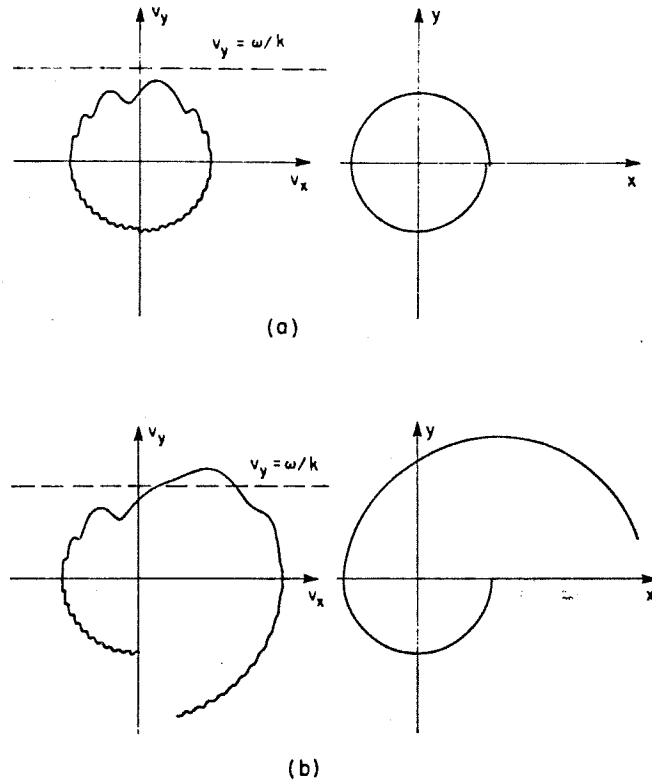 v_y y
v_y = ω/k
v_x x
(a)
v_y y
v_y = ω/k
v_x x
(b)